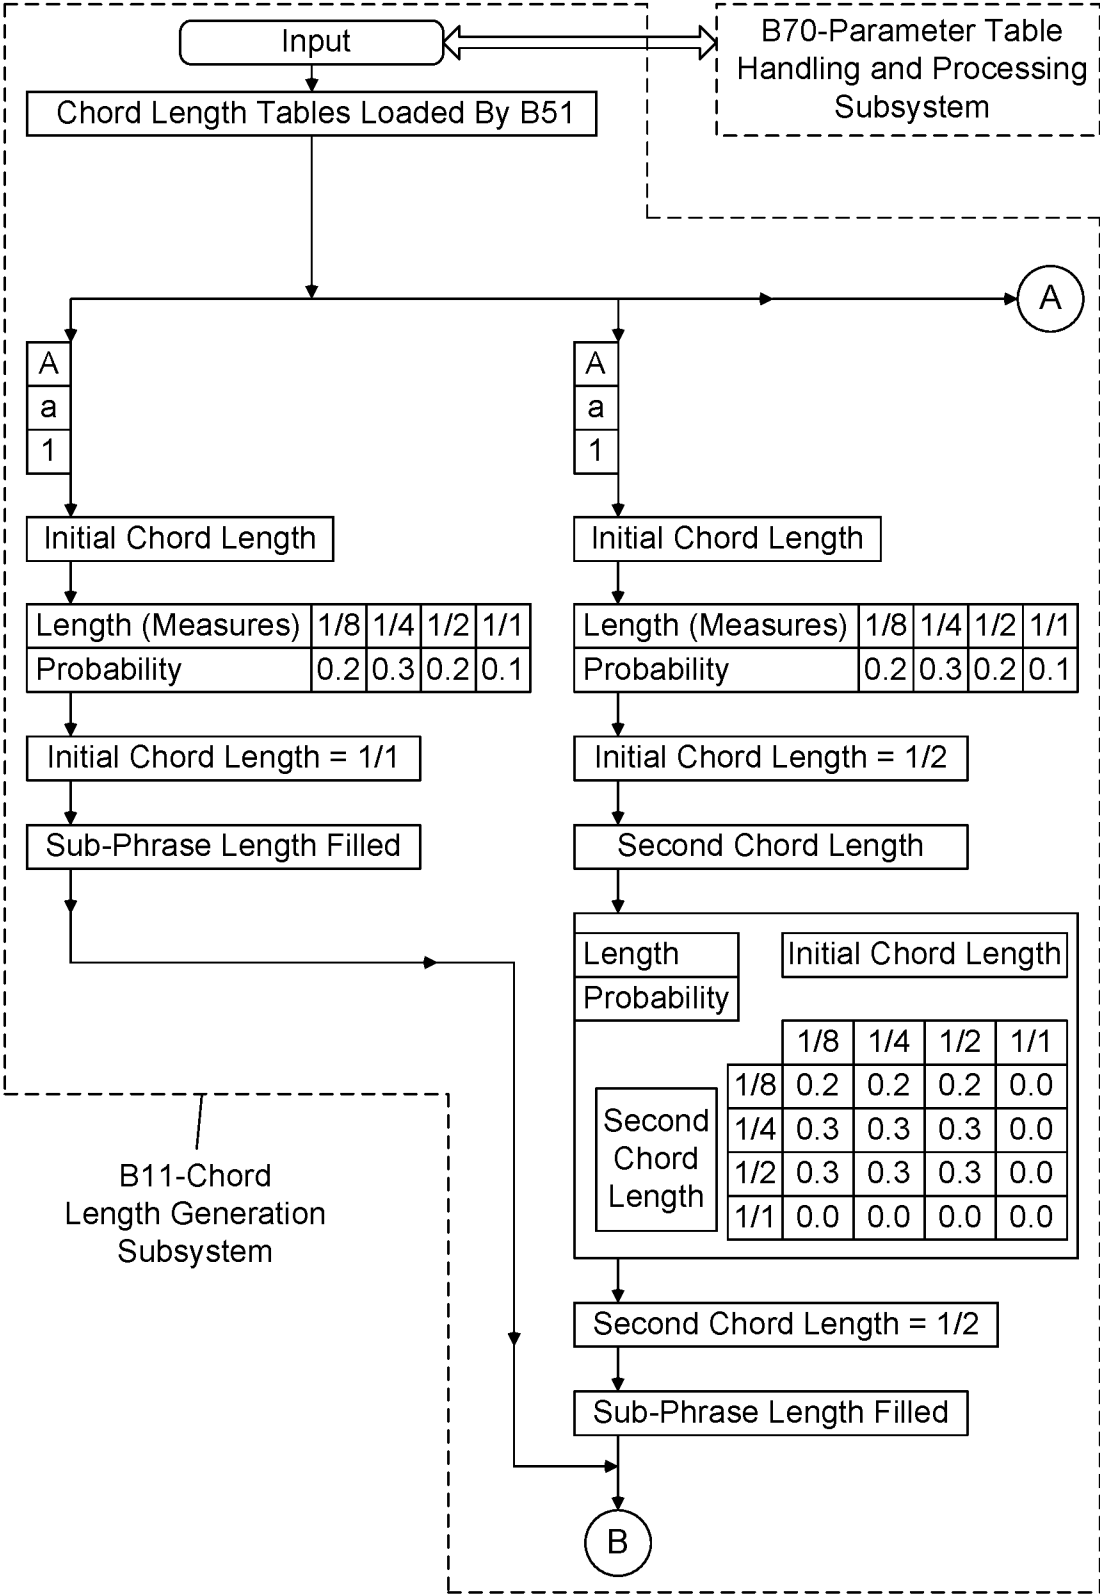 Input
B70-Parameter Table
Handling and Processing
Subsystem
Chord Length Tables Loaded By B51
A
A
a
1
Initial Chord Length
Length (Measures) 1/8 1/4 1/2 1/1
Probability 0.2 0.3 0.2 0.1
Initial Chord Length = 1/1
Sub-Phrase Length Filled
A
a
1
Initial Chord Length
Length (Measures) 1/8 1/4 1/2 1/1
Probability 0.2 0.3 0.2 0.1
Initial Chord Length = 1/2
Second Chord Length
Length
Probability
Initial Chord Length
1/8 1/4 1/2 1/1
Second
Chord
Length
1/8 0.2 0.2 0.2 0.0
1/4 0.3 0.3 0.3 0.0
1/2 0.3 0.3 0.3 0.0
1/1 0.0 0.0 0.0 0.0
Second Chord Length = 1/2
Sub-Phrase Length Filled
B
B11-Chord
Length Generation
Subsystem